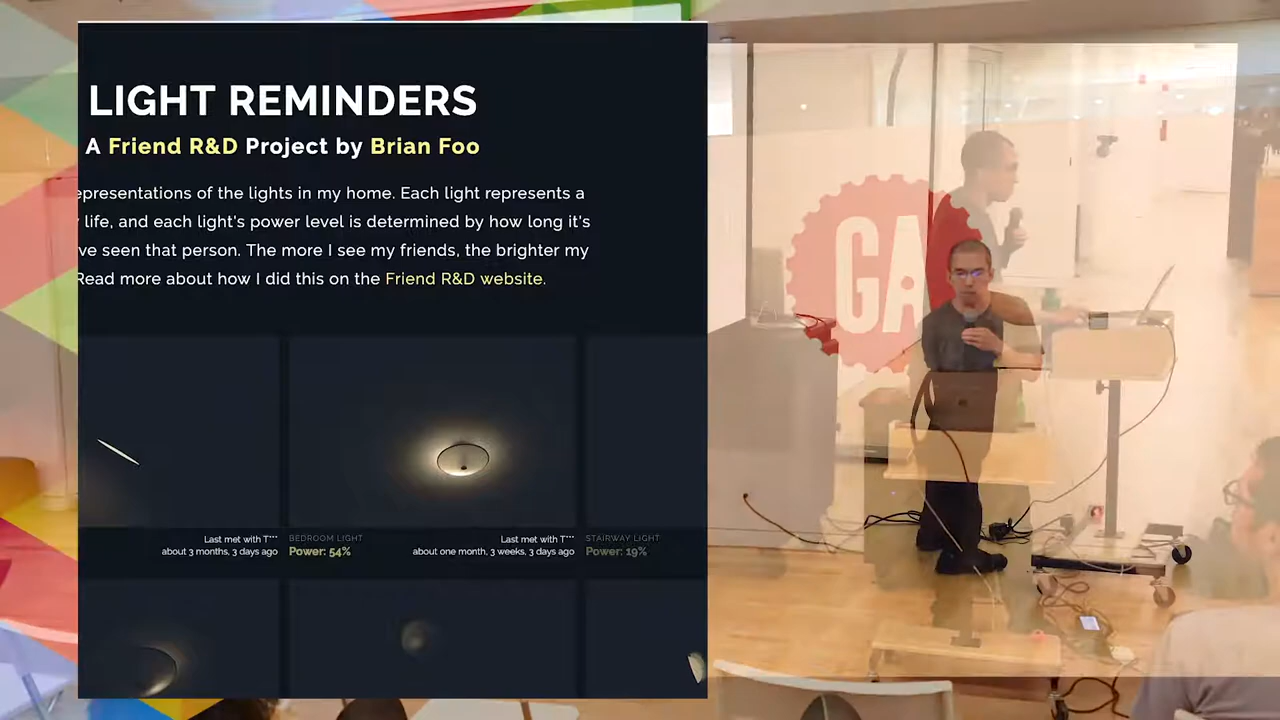 LIGHT REMINDERS
A Friend R&D Project by Brian Foo
epresentations of the lights in my home. Each light represents a
life, and each light's power level is determined by how long it's
ve seen that person. The more I see my friends, the brighter my
Read more about how I did this on the Friend R&D website.
GA
Last met with T***
about 3 months, 3 days ago
BEDROOM LIGHT
Power: 54%
Last met with T***
about one month, 3 weeks, 3 days ago
STAIRWAY LIGHT
Power: 19%